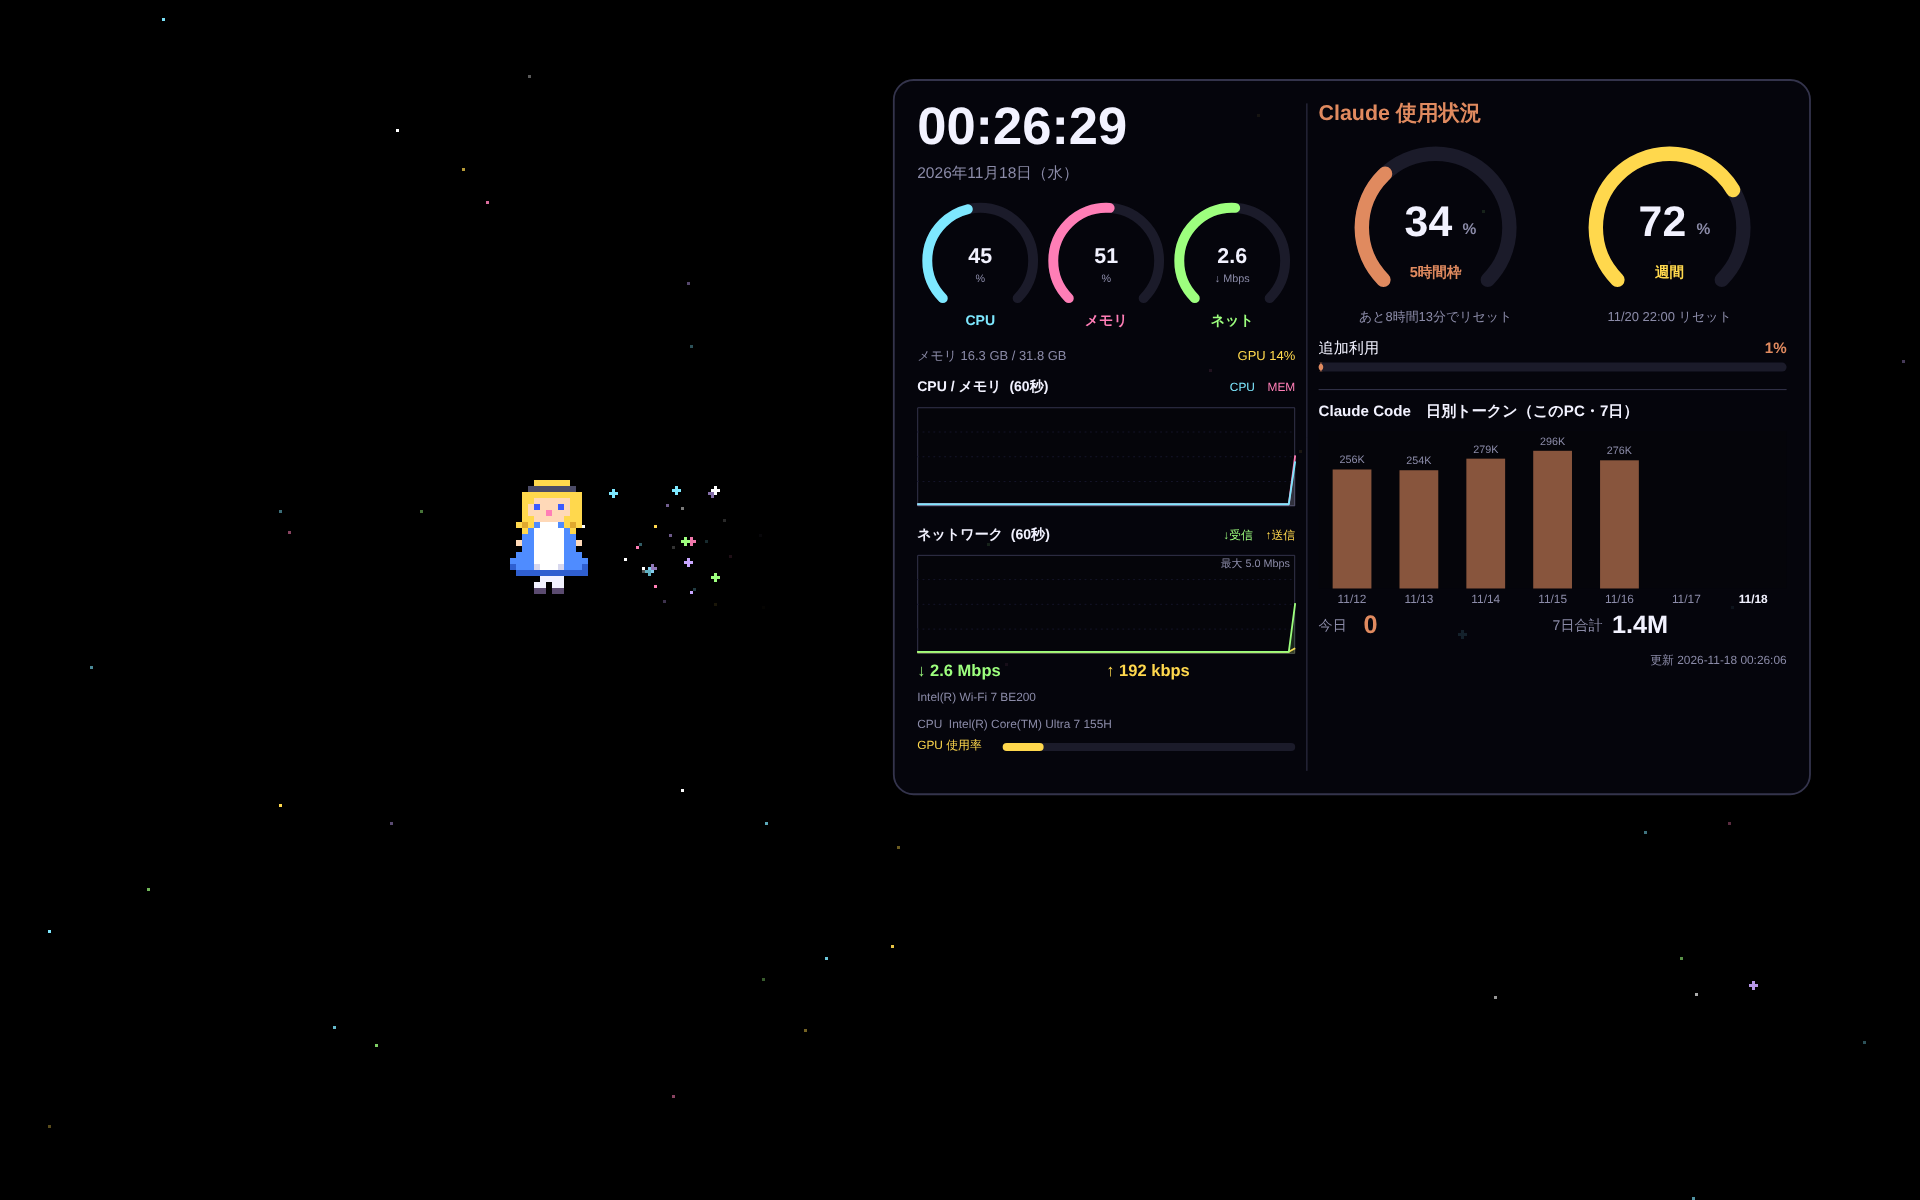 00:26:29
2026年11月18日（水）
45
%
CPU
51
%
メモリ
2.6
↓ Mbps
ネット
メモリ 16.3 GB / 31.8 GB
GPU 14%
CPU / メモリ (60秒)
CPU MEM
ネットワーク (60秒)
↓受信 ↑送信
最大 5.0 Mbps
↓ 2.6 Mbps
↑ 192 kbps
Intel(R) Wi-Fi 7 BE200
CPU Intel(R) Core(TM) Ultra 7 155H
GPU 使用率
Claude 使用状況
34 %
5時間枠
あと8時間13分でリセット
72 %
週間
11/20 22:00 リセット
追加利用
1%
Claude Code 日別トークン（このPC・7日）
256K 254K 279K 296K 276K
11/12 11/13 11/14 11/15 11/16 11/17 11/18
今日 0
7日合計 1.4M
更新 2026-11-18 00:26:06